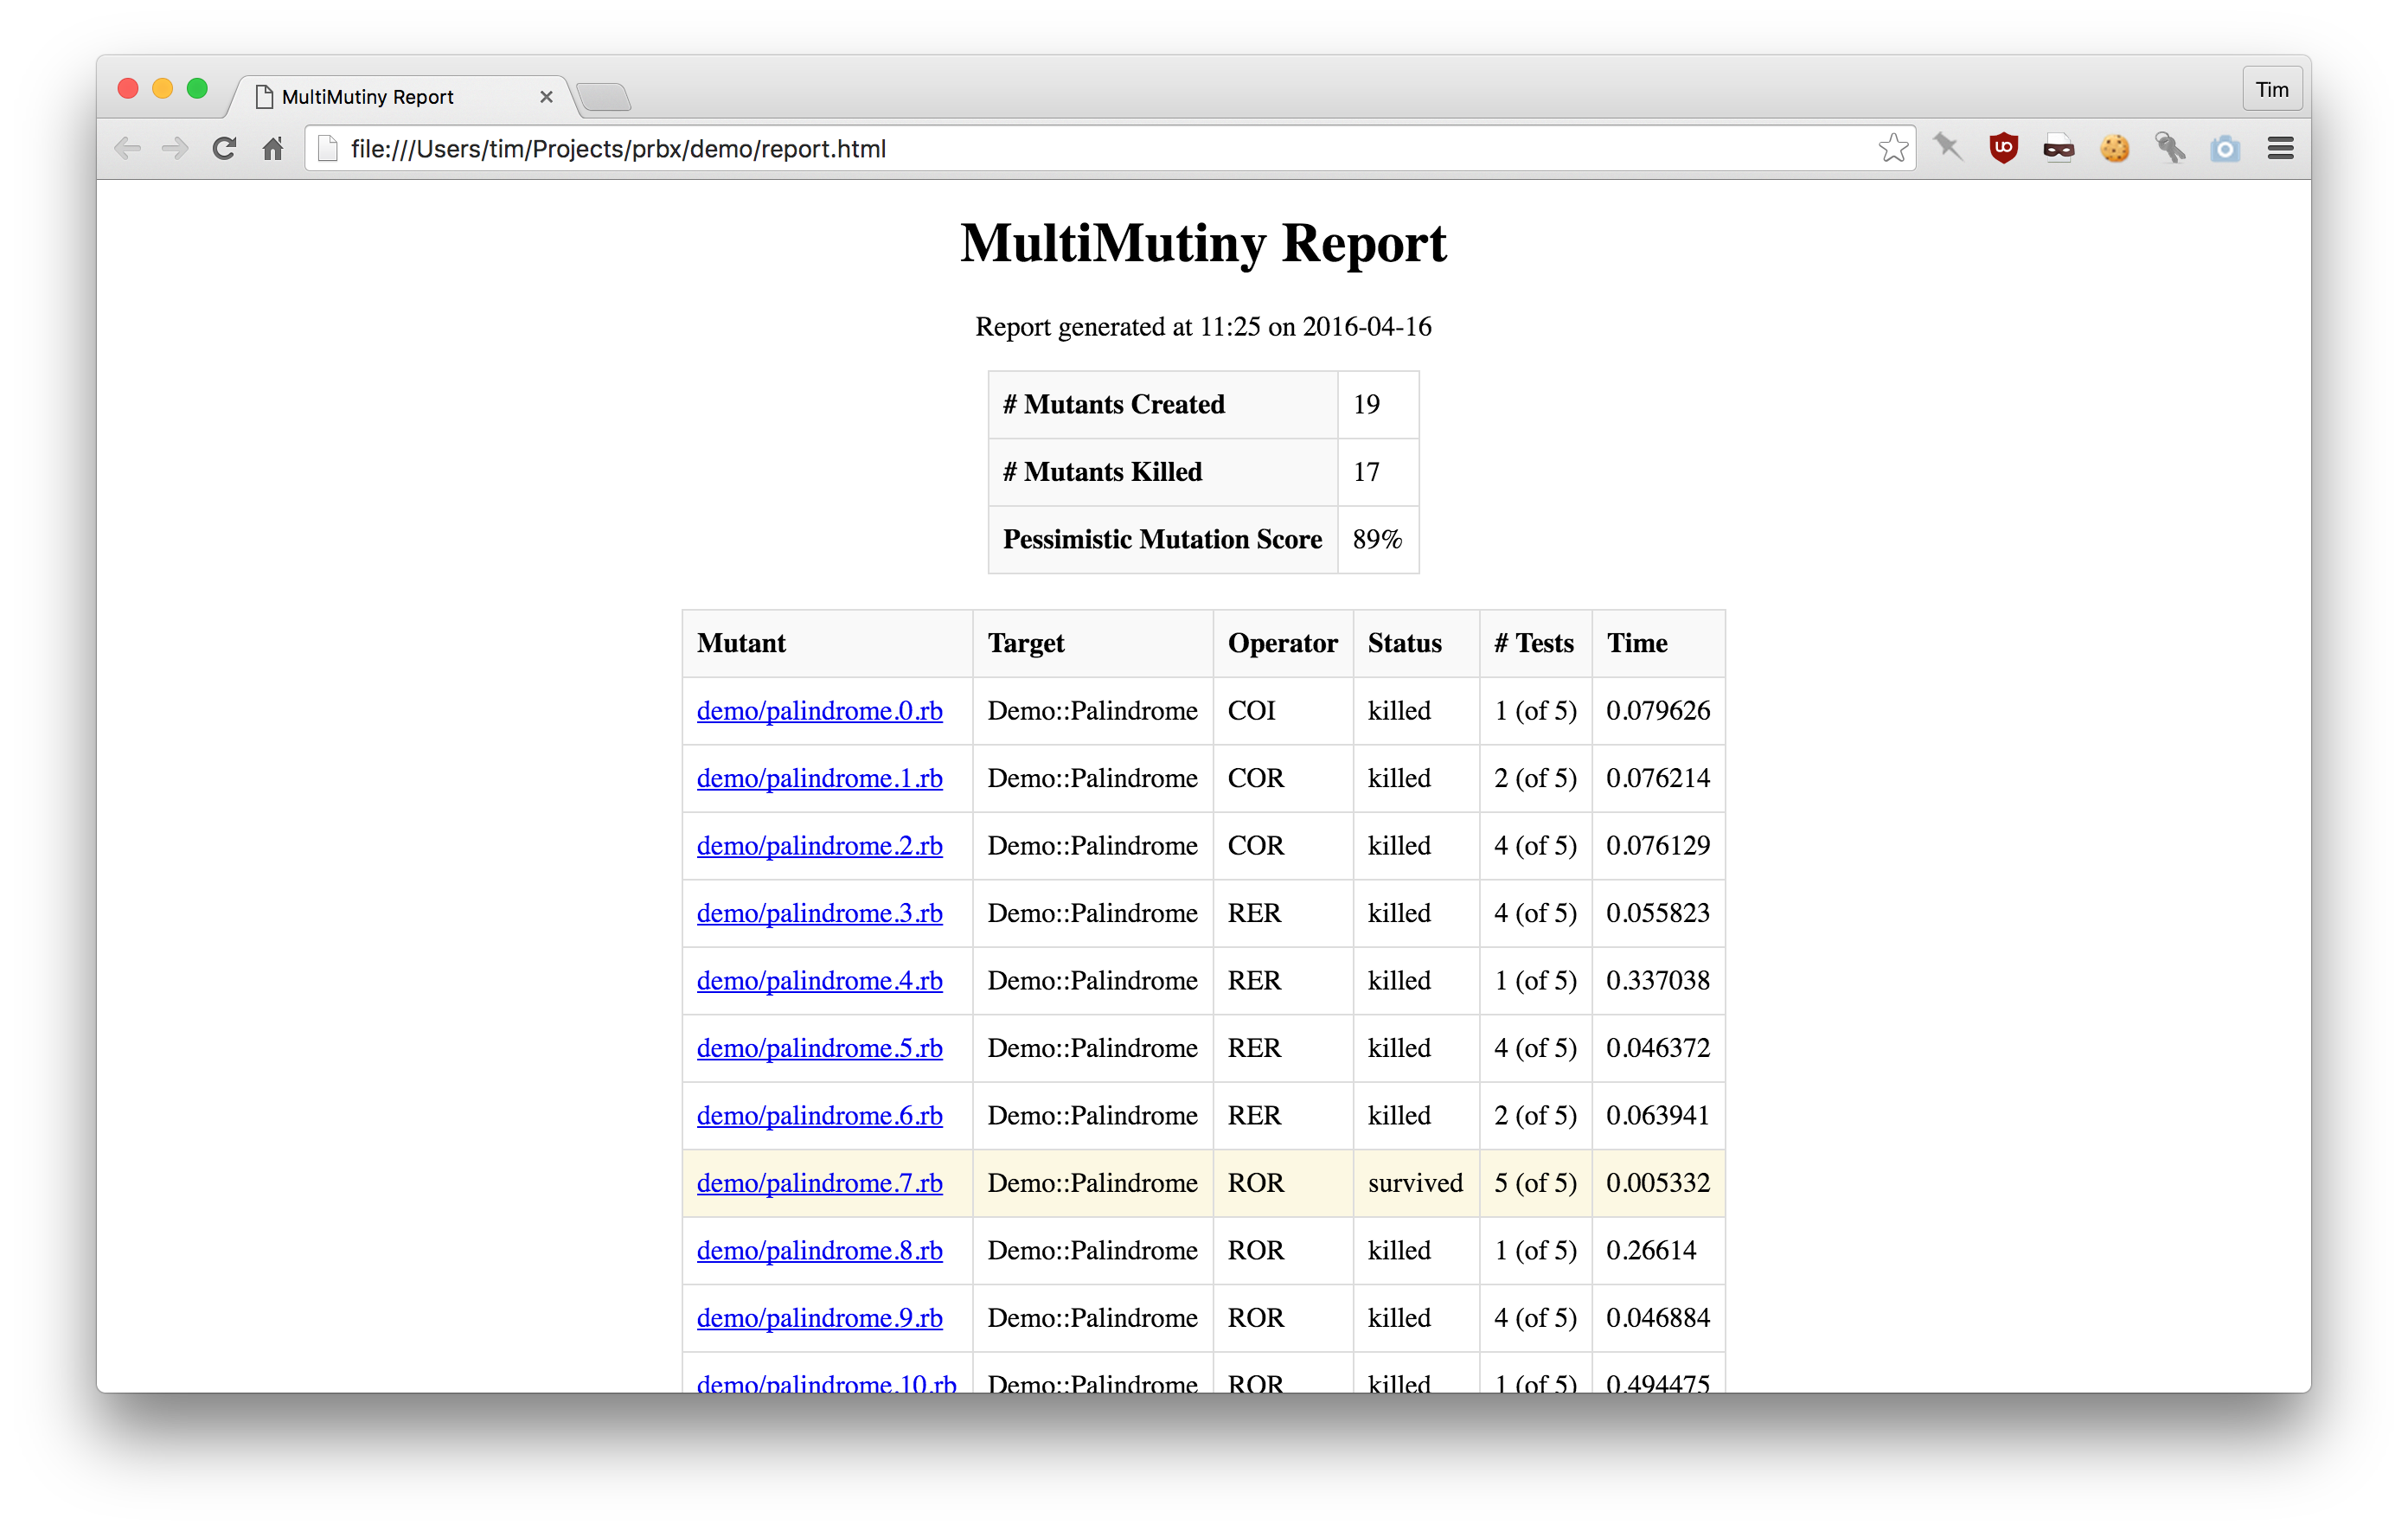 MultiMutiny Report
Tim
file:///Users/tim/Projects/prbx/demo/report.html
MultiMutiny Report
Report generated at 11:25 on 2016-04-16
# Mutants Created 19
# Mutants Killed 17
Pessimistic Mutation Score 89%
Mutant Target Operator Status # Tests Time
demo/palindrome.0.rb Demo::Palindrome COI killed 1 (of 5) 0.079626
demo/palindrome.1.rb Demo::Palindrome COR killed 2 (of 5) 0.076214
demo/palindrome.2.rb Demo::Palindrome COR killed 4 (of 5) 0.076129
demo/palindrome.3.rb Demo::Palindrome RER killed 4 (of 5) 0.055823
demo/palindrome.4.rb Demo::Palindrome RER killed 1 (of 5) 0.337038
demo/palindrome.5.rb Demo::Palindrome RER killed 4 (of 5) 0.046372
demo/palindrome.6.rb Demo::Palindrome RER killed 2 (of 5) 0.063941
demo/palindrome.7.rb Demo::Palindrome ROR survived 5 (of 5) 0.005332
demo/palindrome.8.rb Demo::Palindrome ROR killed 1 (of 5) 0.26614
demo/palindrome.9.rb Demo::Palindrome ROR killed 4 (of 5) 0.046884
demo/palindrome.10.rb Demo::Palindrome ROR killed 1 (of 5) 0.494475